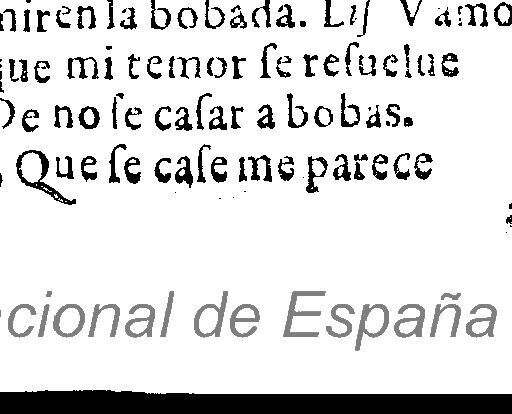 miren la bobada. Liſ Vamo
que mi temor ſe reſuelue
De no ſe caſar a bobas.
Que ſe caſe me parece
cional de España